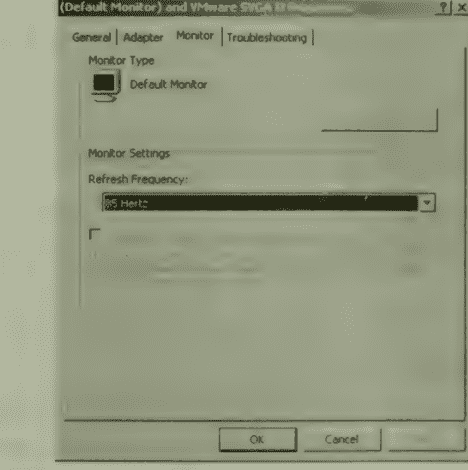 (Default Monitor) and VMware SVGA II
General Adapter Monitor Troubleshooting
Monitor Type
Default Monitor
Monitor Settings
Refresh Frequency:
85 Hertz
OK Cancel